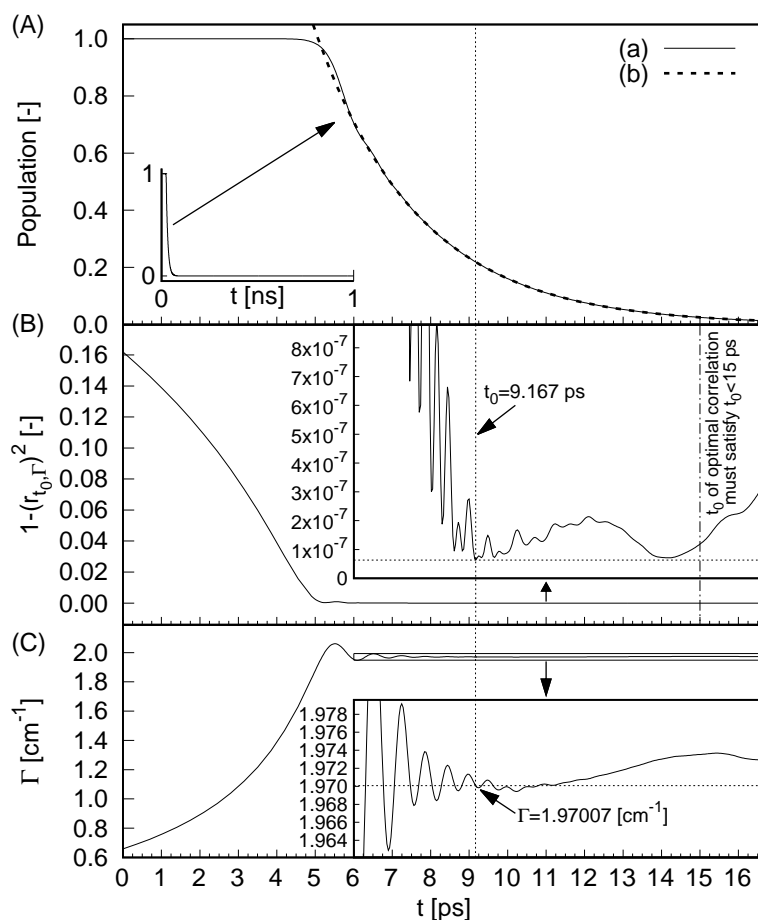 (A)
Population [-]
1.0
0.8
0.6
0.4
0.2
0.0
(a)
(b)
1
0
0
1
t [ns]
(B)
1-(r_{t_0,Γ})^2 [-]
0.16
0.14
0.12
0.10
0.08
0.06
0.04
0.02
0.00
8x10^{-7}
7x10^{-7}
6x10^{-7}
5x10^{-7}
4x10^{-7}
3x10^{-7}
2x10^{-7}
1x10^{-7}
0
t_0=9.167 ps
t_0 of optimal correlation
must satisfy t_0<15 ps
(C)
Γ [cm^{-1}]
2.0
1.8
1.6
1.4
1.2
1.0
0.8
0.6
1.978
1.976
1.974
1.972
1.970
1.968
1.966
1.964
Γ=1.97007 [cm^{-1}]
0 1 2 3 4 5 6 7 8 9 10 11 12 13 14 15 16
t [ps]